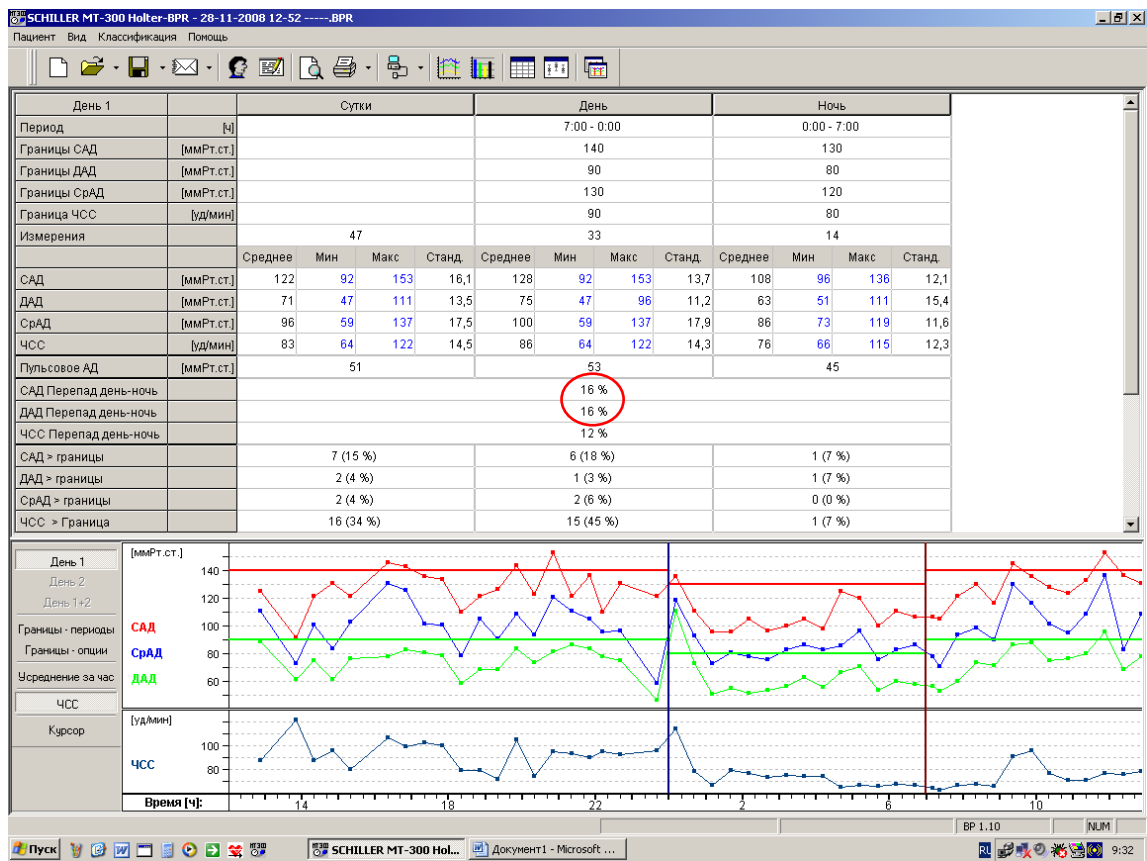 SCHILLER MT-300 Holter-BPR - 28-11-2008 12-52 -----.BPR
Пациент Вид Классификация Помощь
День 1 Сутки День Ночь
Период [ч] 7:00 - 0:00 0:00 - 7:00
Границы САД [ммРт.ст.] 140 130
Границы ДАД [ммРт.ст.] 90 80
Границы СрАД [ммРт.ст.] 130 120
Граница ЧСС [уд/мин] 90 80
Измерения 47 33 14
Среднее Мин Макс Станд. Среднее Мин Макс Станд. Среднее Мин Макс Станд.
САД [ммРт.ст.] 122 92 153 16,1 128 92 153 13,7 108 96 136 12,1
ДАД [ммРт.ст.] 71 47 111 13,5 75 47 96 11,2 63 51 111 15,4
СрАД [ммРт.ст.] 96 59 137 17,5 100 59 137 17,9 86 73 119 11,6
ЧСС [уд/мин] 83 64 122 14,5 86 64 122 14,3 76 66 115 12,3
Пульсовое АД [ммРт.ст.] 51 53 45
САД Перепад день-ночь 16 %
ДАД Перепад день-ночь 16 %
ЧСС Перепад день-ночь 12 %
САД > границы 7 (15 %) 6 (18 %) 1 (7 %)
ДАД > границы 2 (4 %) 1 (3 %) 1 (7 %)
СрАД > границы 2 (4 %) 2 (6 %) 0 (0 %)
ЧСС > Граница 16 (34 %) 15 (45 %) 1 (7 %)
День 1
День 2
День 1+2
Границы - периоды
Границы - опции
Усреднение за час
ЧСС
Курсор
[ммРт.ст.]
140
120
100
80
60
САД
СрАД
ДАД
[уд/мин]
100
80
ЧСС
Время [ч]: 14 18 22 2 6 10
BP 1.10 NUM
Пуск SCHILLER MT-300 Hol... Документ1 - Microsoft ... RL 9:32